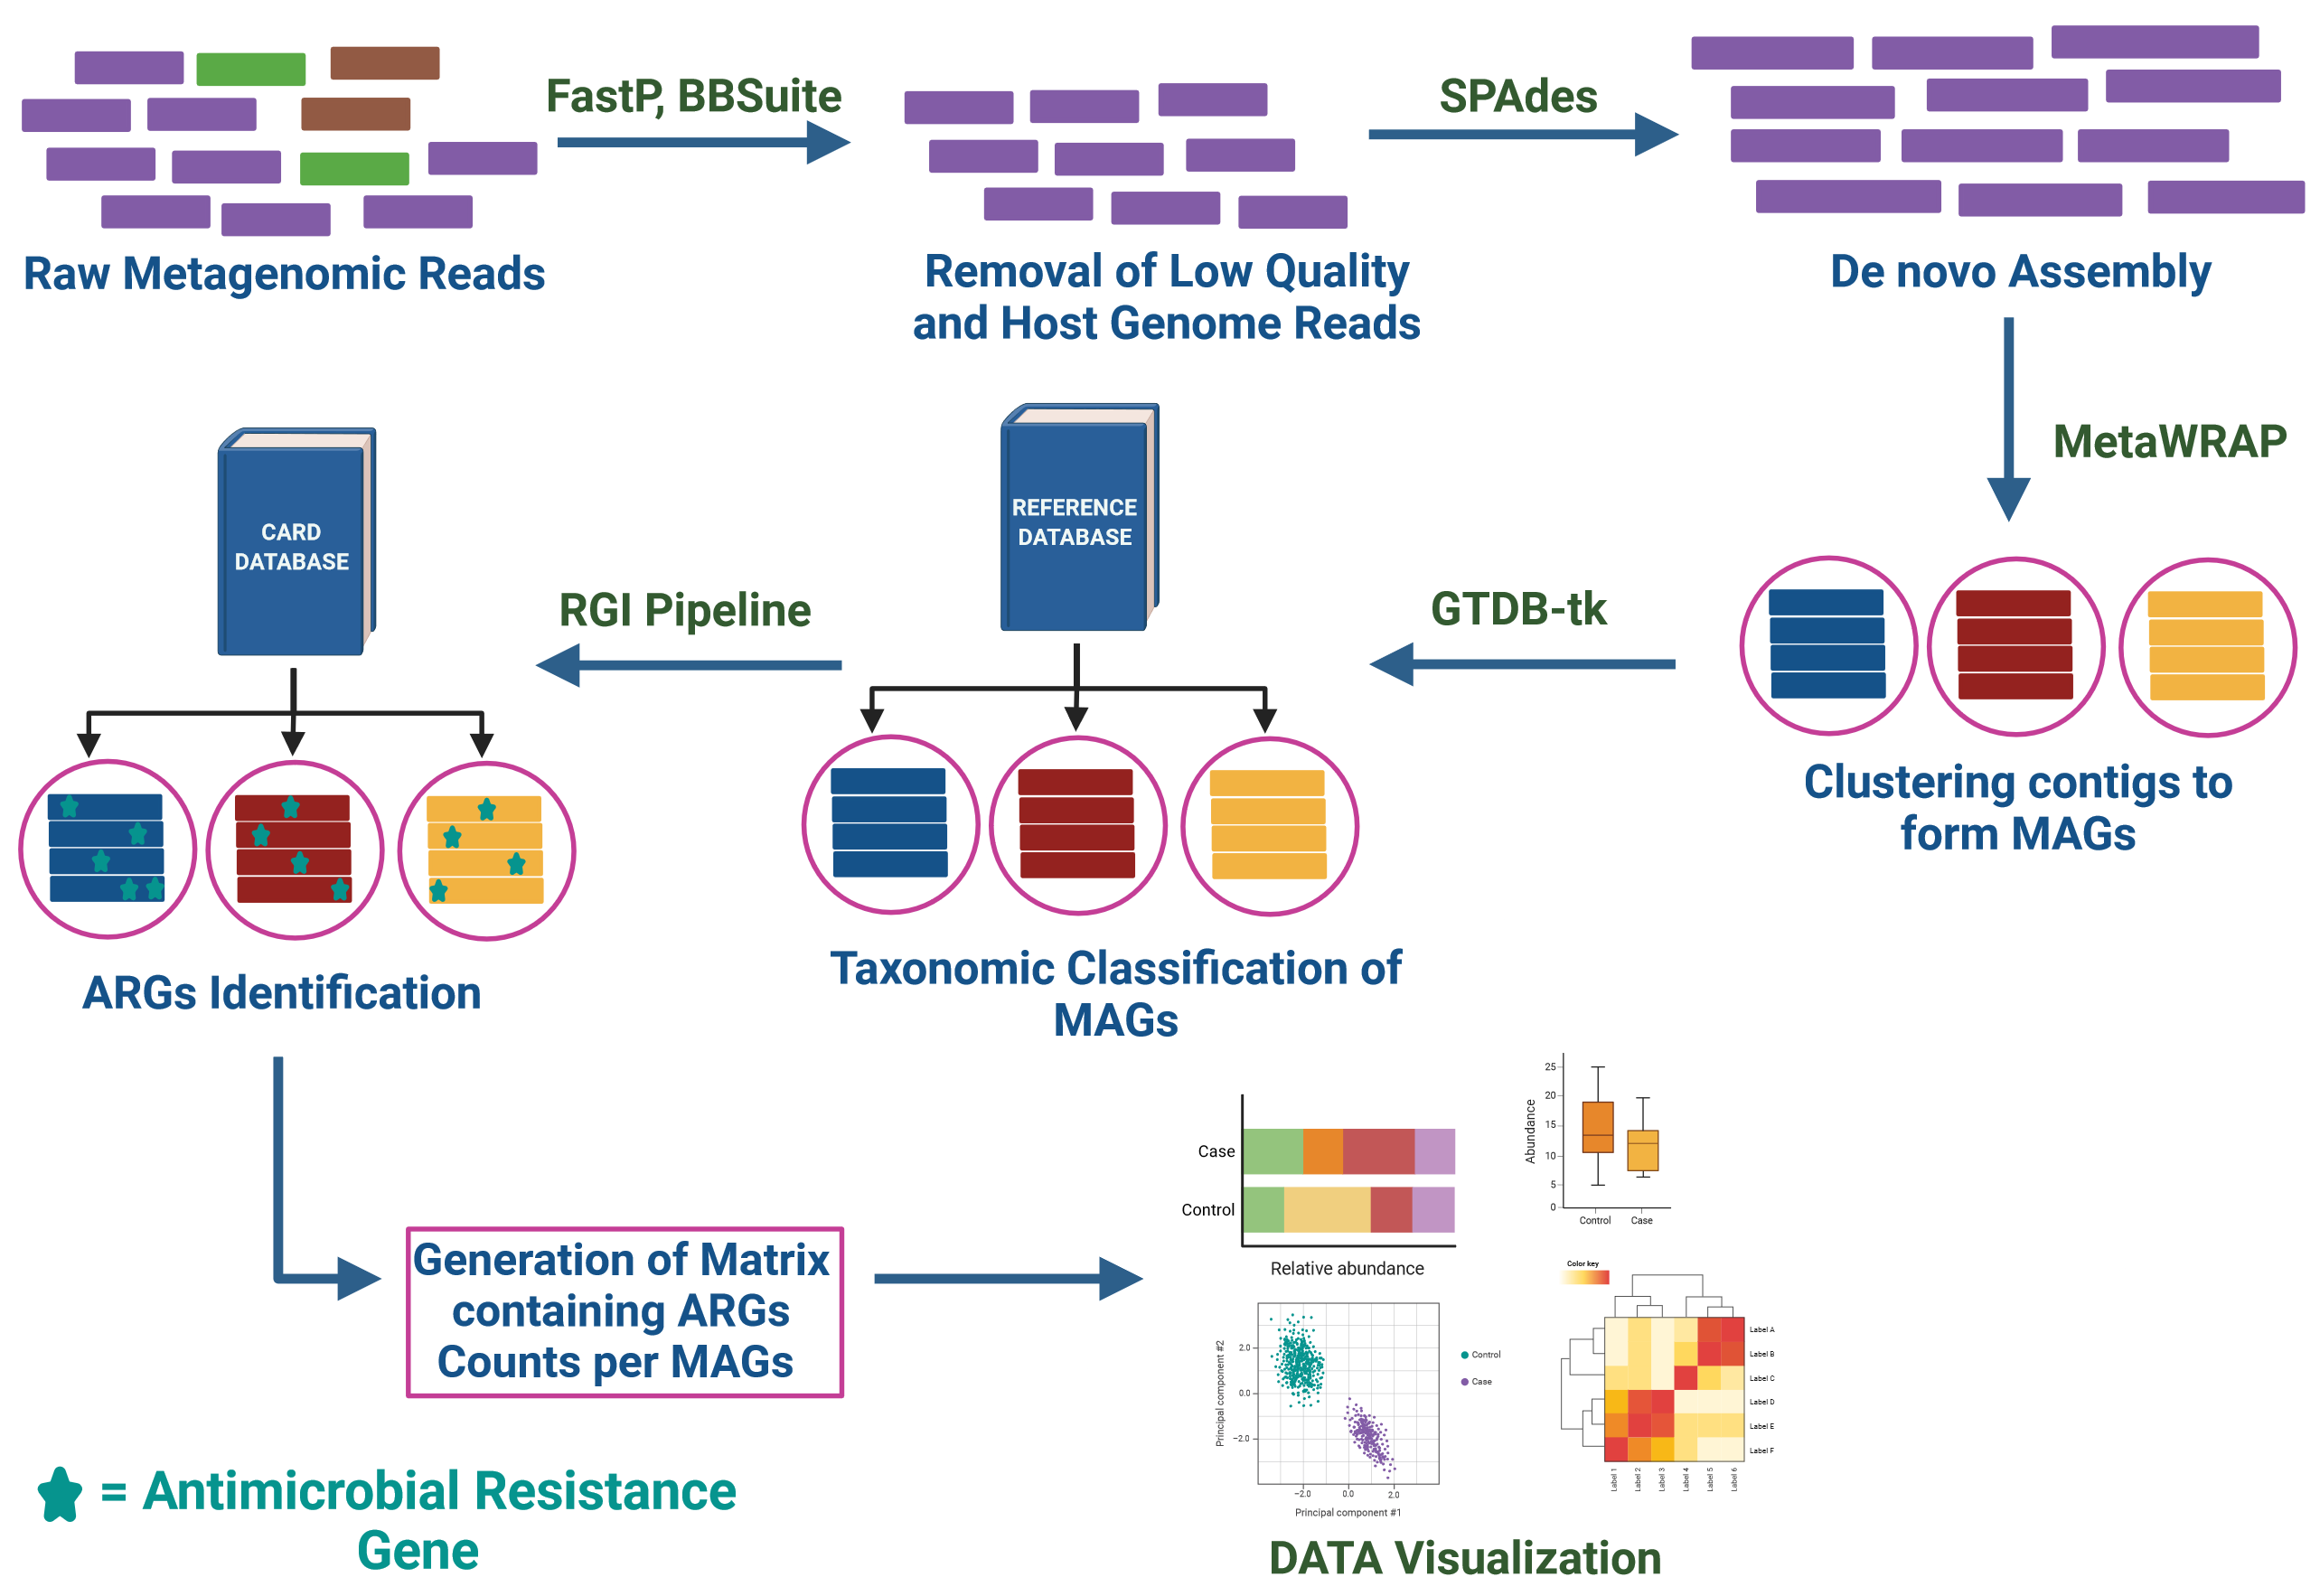 FastP, BBSuite
SPAdes
Raw Metagenomic Reads
Removal of Low Quality
and Host Genome Reads
De novo Assembly
MetaWRAP
CARD
DATABASE
REFERENCE
DATABASE
RGI Pipeline
GTDB-tk
Clustering contigs to
form MAGs
ARGs Identification
Taxonomic Classification of
MAGs
Generation of Matrix
containing ARGs
Counts per MAGs
Case
Control
Relative abundance
Abundance
25
20
15
10
5
0
Control
Case
Principal component #2
2.0
0.0
−2.0
−2.0
0.0
2.0
Principal component #1
Control
Case
Color key
Label A
Label B
Label C
Label D
Label E
Label F
Label 1
Label 2
Label 3
Label 4
Label 5
Label 6
= Antimicrobial Resistance
Gene
DATA Visualization